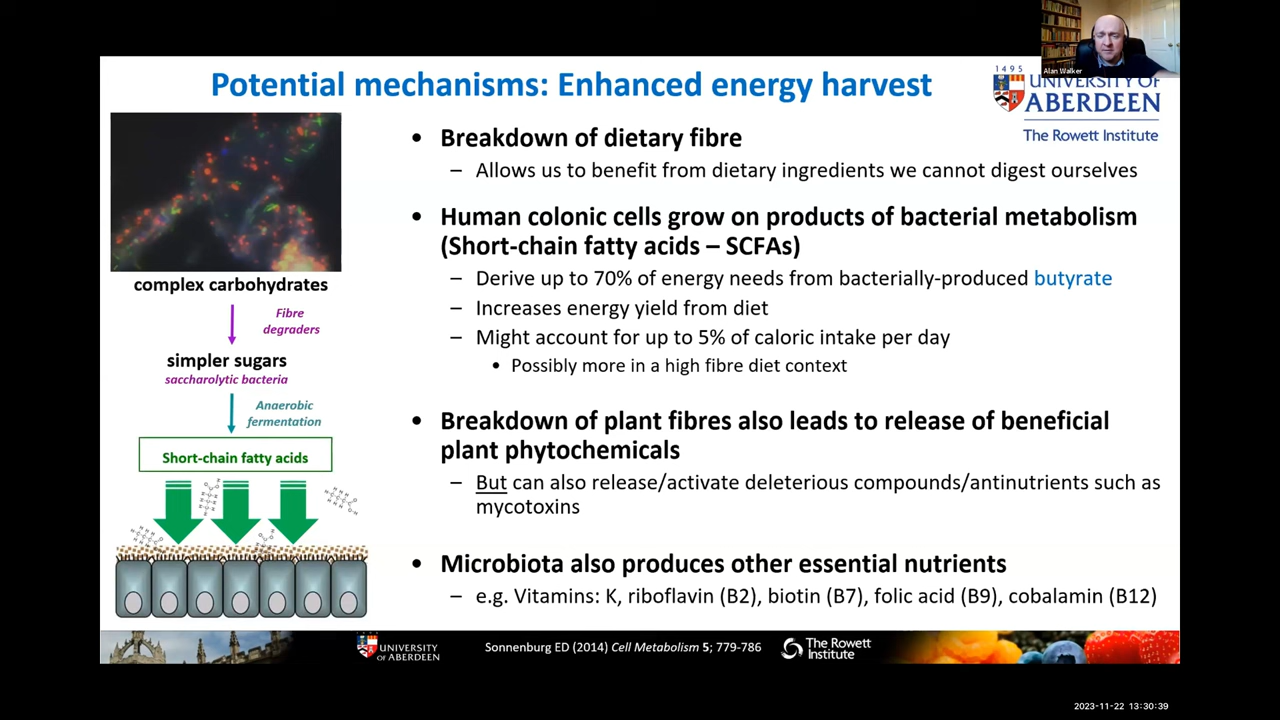 Potential mechanisms: Enhanced energy harvest
Alan Walker
1495
UNIVERSITY OF
ABERDEEN
The Rowett Institute
complex carbohydrates
Fibre
degraders
simpler sugars
saccharolytic bacteria
Anaerobic
fermentation
Short-chain fatty acids
• Breakdown of dietary fibre
– Allows us to benefit from dietary ingredients we cannot digest ourselves
• Human colonic cells grow on products of bacterial metabolism
(Short-chain fatty acids – SCFAs)
– Derive up to 70% of energy needs from bacterially-produced butyrate
– Increases energy yield from diet
– Might account for up to 5% of caloric intake per day
• Possibly more in a high fibre diet context
• Breakdown of plant fibres also leads to release of beneficial
plant phytochemicals
– But can also release/activate deleterious compounds/antinutrients such as
mycotoxins
• Microbiota also produces other essential nutrients
– e.g. Vitamins: K, riboflavin (B2), biotin (B7), folic acid (B9), cobalamin (B12)
UNIVERSITY
OF ABERDEEN
Sonnenburg ED (2014) Cell Metabolism 5; 779-786
The Rowett
Institute
2023-11-22 13:30:39